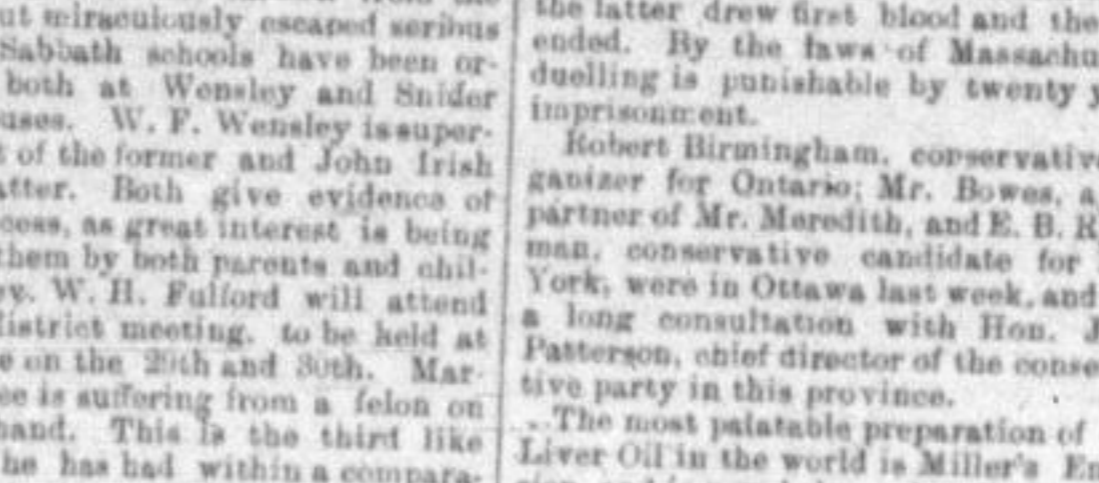 ut miraculously escaped serious
Sabbath schools have been or-
both at Wensley and Snider
uses. W. F. Wensley is super-
t of the former and John Irish
atter. Both give evidence of
cess, as great interest is being
them by both parents and chil-
ev. W. H. Fulford will attend
district meeting, to be held at
e on the 29th and 30th. Mar-
ee is suffering from a felon on
hand. This is the third like
he has had within a compara-
the latter drew first blood and the
ended. By the laws of Massachu
duelling is punishable by twenty y
imprisonment.
Robert Birmingham, conservative
ganizer for Ontario; Mr. Bowes, a
partner of Mr. Meredith, and E. B. R
man, conservative candidate for
York, were in Ottawa last week, and
a long consultation with Hon. J
Patterson, chief director of the conse
tive party in this province.
The most palatable preparation of
Liver Oil in the world is Miller's Em